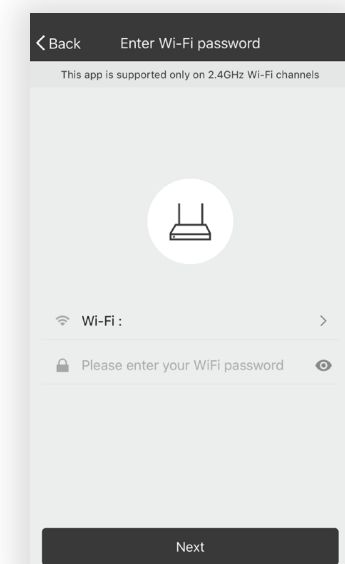 Back Enter Wi-Fi password
This app is supported only on 2.4GHz Wi-Fi channels
Wi-Fi :
Please enter your WiFi password
Next